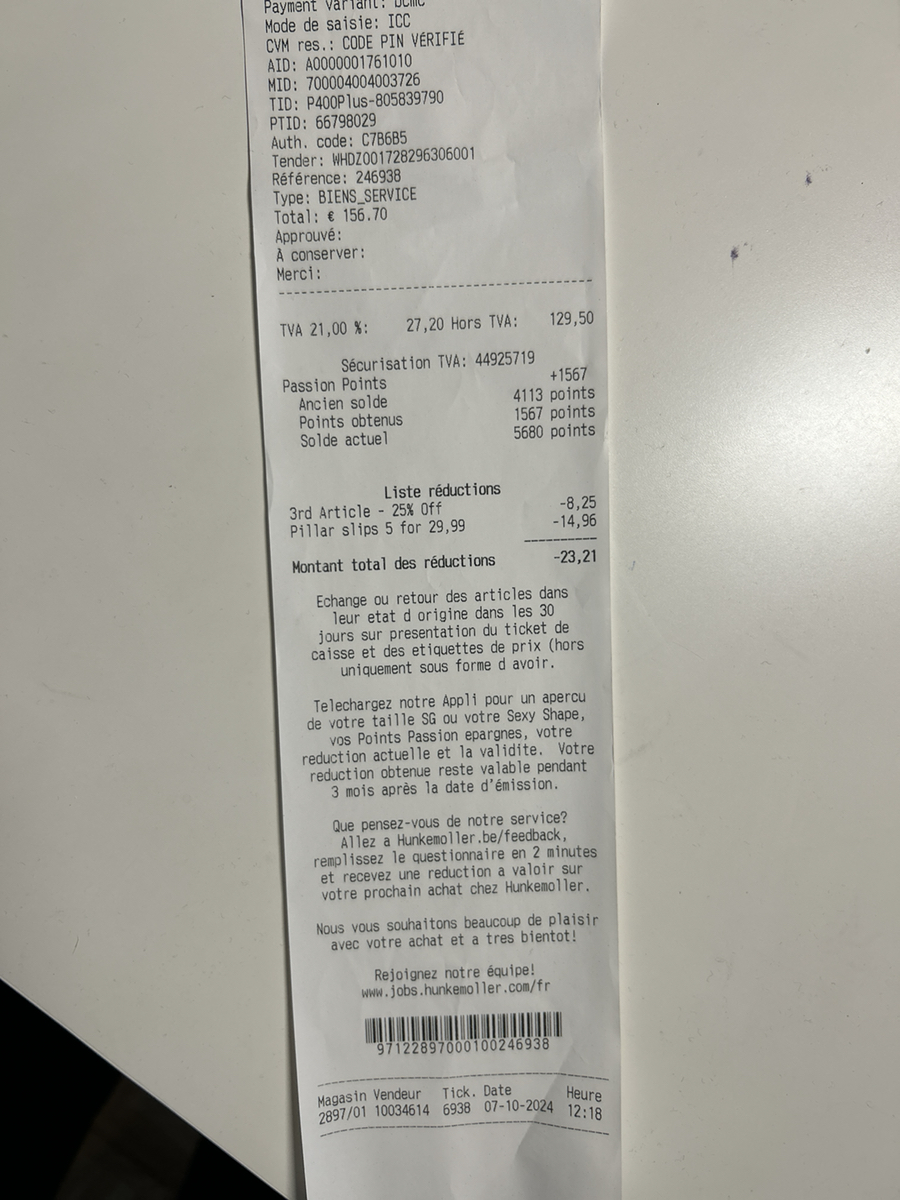 Payment variant: bcmc
Mode de saisie: ICC
CVM res.: CODE PIN VÉRIFIÉ
AID: A0000001761010
MID: 700004004003726
TID: P400Plus-805839790
PTID: 66798029
Auth. code: C7B6B5
Tender: WHDZ001728296306001
Référence: 246938
Type: BIENS_SERVICE
Total: € 156.70
Approuvé:
À conserver:
Merci:
TVA 21,00 %: 27,20 Hors TVA: 129,50
Sécurisation TVA: 44925719
Passion Points +1567
Ancien solde 4113 points
Points obtenus 1567 points
Solde actuel 5680 points
Liste réductions
3rd Article - 25% Off -8,25
Pillar slips 5 for 29,99 -14,96
Montant total des réductions -23,21
Echange ou retour des articles dans
leur etat d origine dans les 30
jours sur presentation du ticket de
caisse et des etiquettes de prix (hors
uniquement sous forme d avoir.
Telechargez notre Appli pour un apercu
de votre taille SG ou votre Sexy Shape,
vos Points Passion epargnes, votre
reduction actuelle et la validite. Votre
reduction obtenue reste valable pendant
3 mois après la date d'émission.
Que pensez-vous de notre service?
Allez a Hunkemoller.be/feedback,
remplissez le questionnaire en 2 minutes
et recevez une reduction a valoir sur
votre prochain achat chez Hunkemoller.
Nous vous souhaitons beaucoup de plaisir
avec votre achat et a tres bientot!
Rejoignez notre équipe!
www.jobs.hunkemoller.com/fr
97122897000100246938
Magasin Vendeur Tick. Date Heure
2897/01 10034614 6938 07-10-2024 12:18